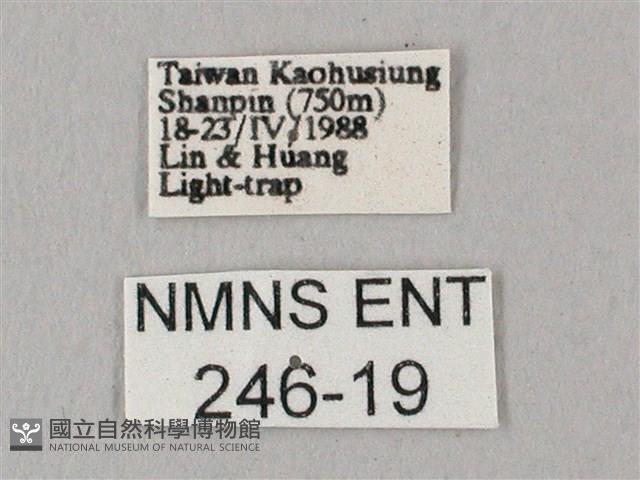 Taiwan Kaohusiung
Shanpin (750m)
18-23/IV/1988
Lin & Huang
Light-trap
NMNS ENT
246-19
國立自然科學博物館
NATIONAL MUSEUM OF NATURAL SCIENCE